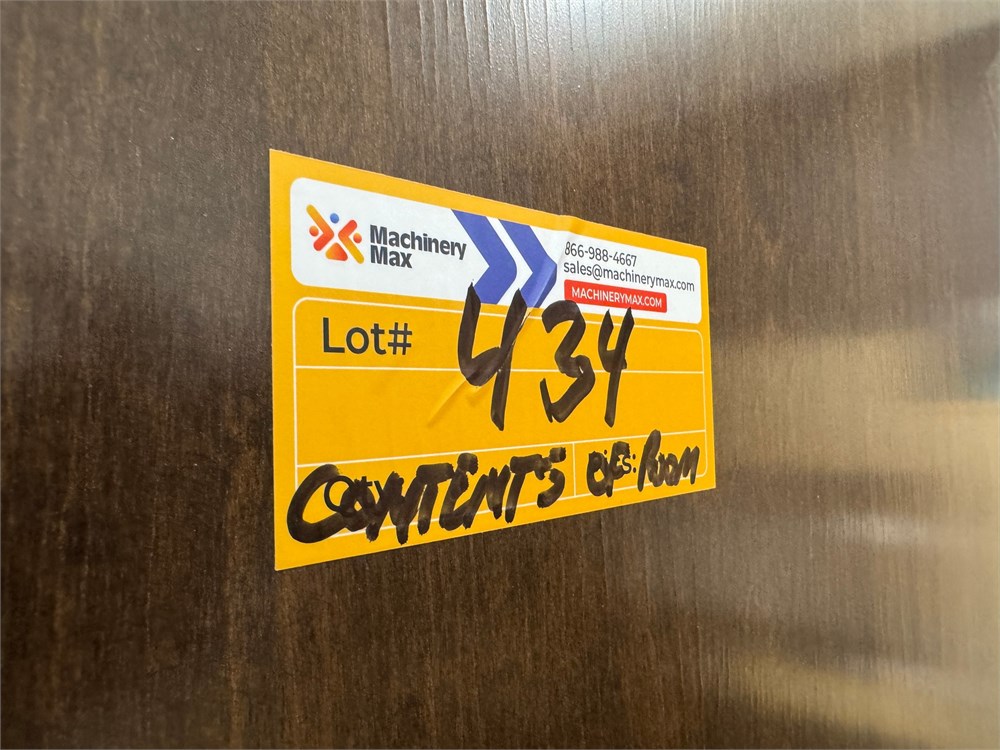 Machinery
Max
866-988-4667
sales@machinerymax.com
MACHINERYMAX.COM
Lot# 434
CONTENTS OF ROOM